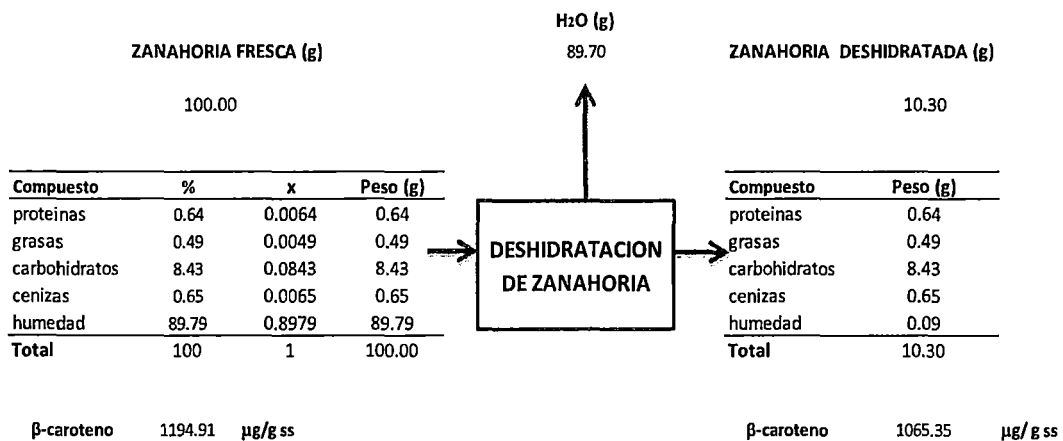 H2O (g)
ZANAHORIA FRESCA (g)
89.70
ZANAHORIA DESHIDRATADA (g)
100.00
10.30
Compuesto % x Peso (g)
proteinas 0.64 0.0064 0.64
grasas 0.49 0.0049 0.49
carbohidratos 8.43 0.0843 8.43
cenizas 0.65 0.0065 0.65
humedad 89.79 0.8979 89.79
Total 100 1 100.00
DESHIDRATACION
DE ZANAHORIA
Compuesto Peso (g)
proteinas 0.64
grasas 0.49
carbohidratos 8.43
cenizas 0.65
humedad 0.09
Total 10.30
β-caroteno 1194.91 µg/g ss
β-caroteno 1065.35 µg/ g ss